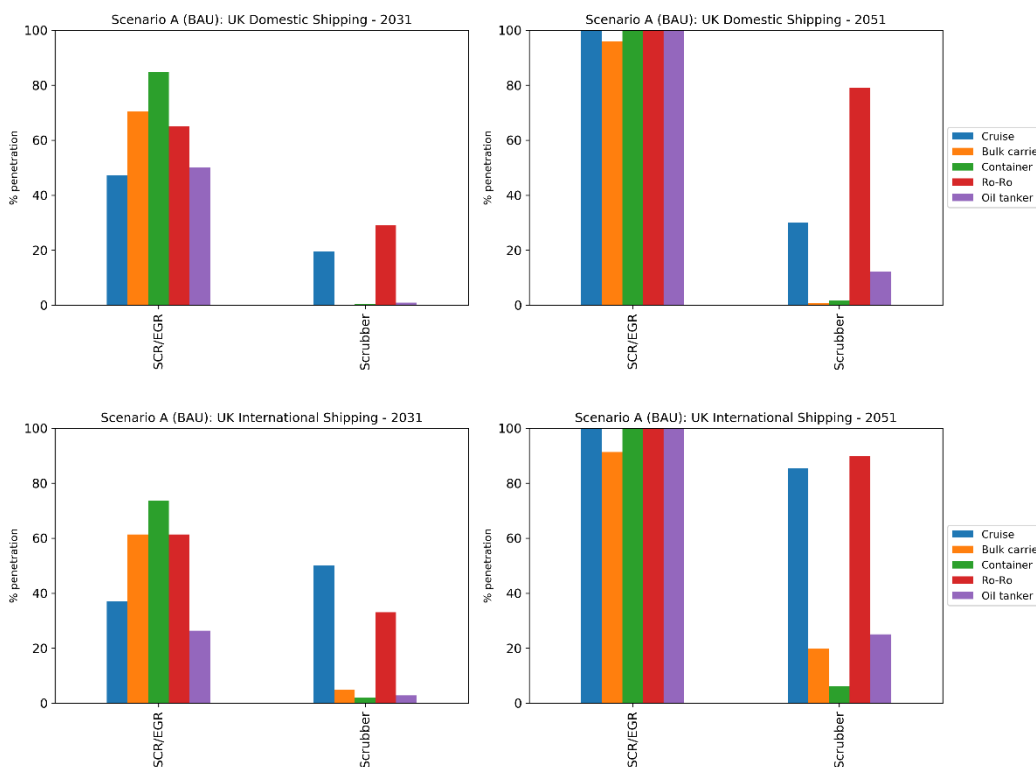 Scenario A (BAU): UK Domestic Shipping - 2031
100
80
60
40
20
0
% penetration
SCR/EGR
Scrubber
Scenario A (BAU): UK Domestic Shipping - 2051
100
80
60
40
20
0
% penetration
SCR/EGR
Scrubber
Cruise
Bulk carrie
Container
Ro-Ro
Oil tanker
Scenario A (BAU): UK International Shipping - 2031
100
80
60
40
20
0
% penetration
SCR/EGR
Scrubber
Scenario A (BAU): UK International Shipping - 2051
100
80
60
40
20
0
% penetration
SCR/EGR
Scrubber
Cruise
Bulk carrie
Container
Ro-Ro
Oil tanker